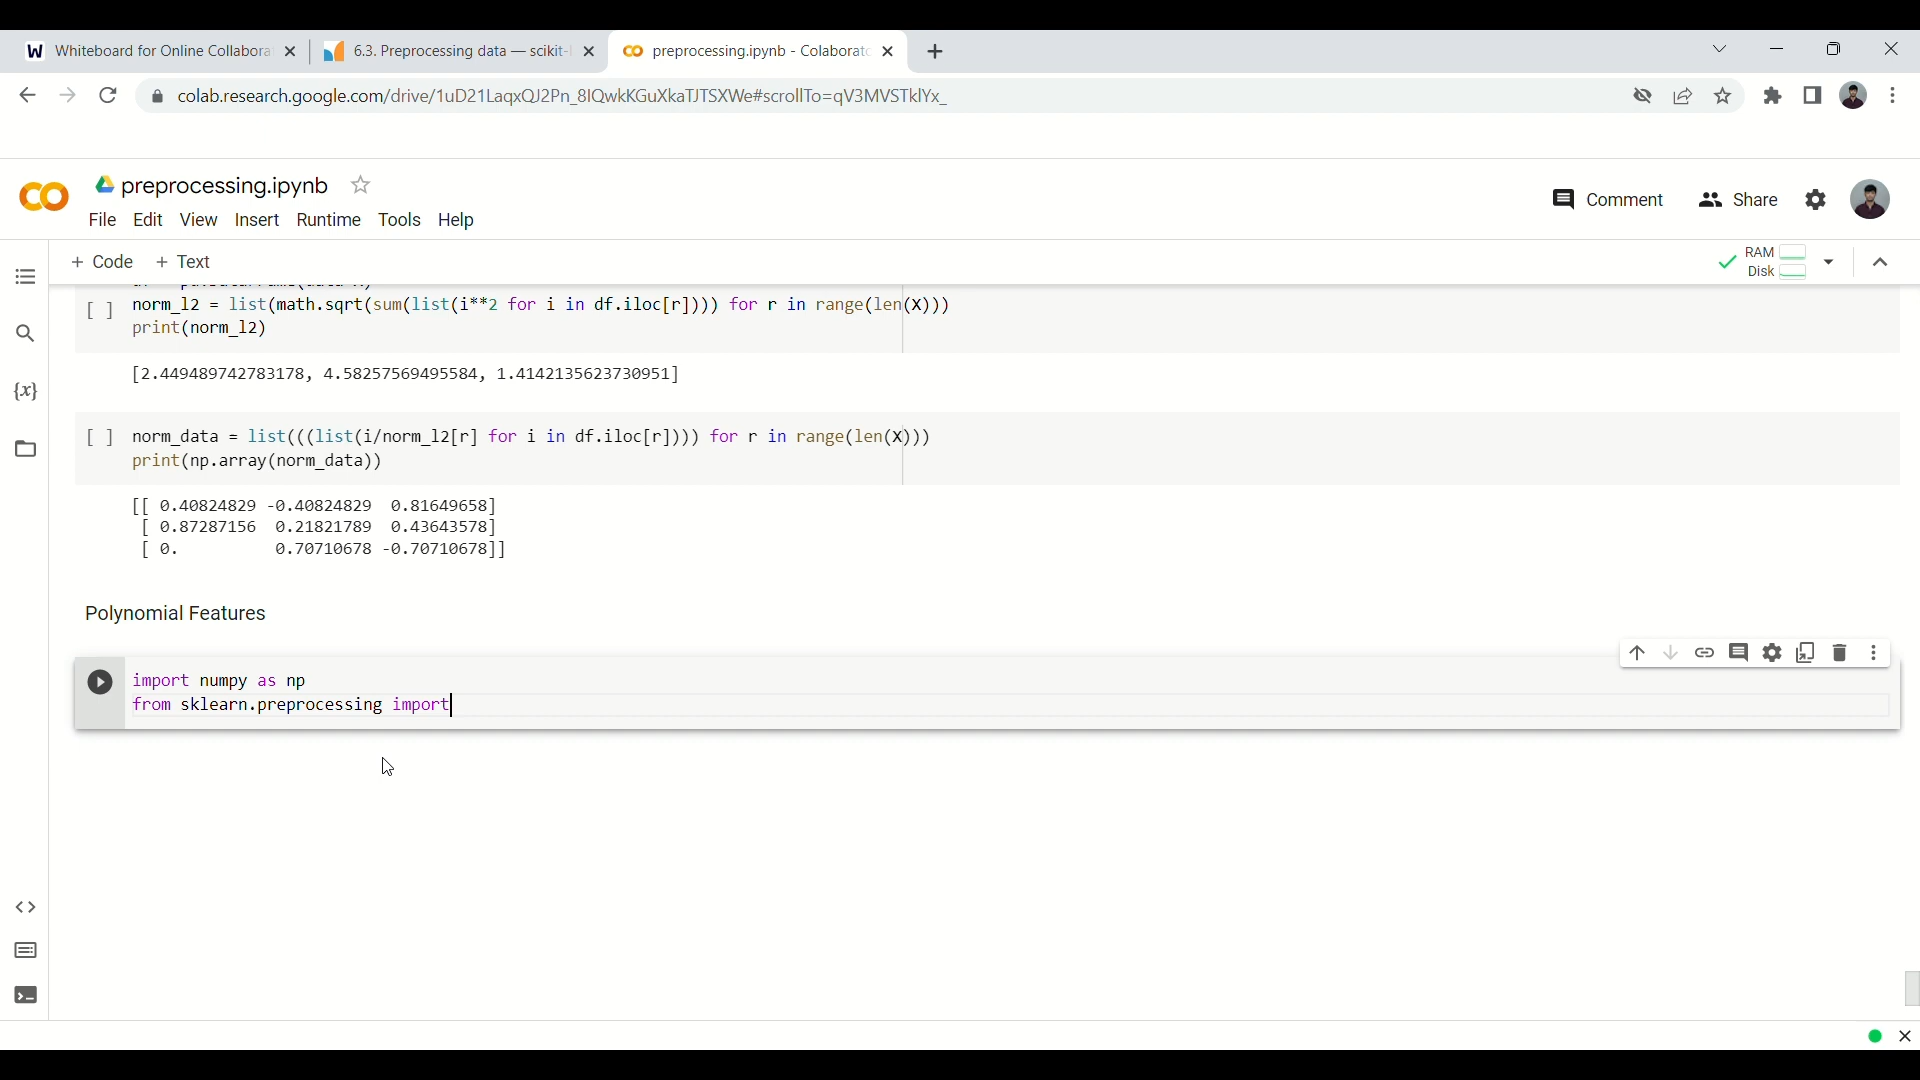 W Whiteboard for Online Collabora
6.3. Preprocessing data — scikit-
preprocessing.ipynb - Colaborato
colab.research.google.com/drive/1uD21LaqxQJ2Pn_8IQwkKGuXkaTJTSXWe#scrollTo=qV3MVSTklYx_
preprocessing.ipynb
Comment Share
File Edit View Insert Runtime Tools Help
+ Code + Text
RAM
Disk
{x}
[ ] norm_l2 = list(math.sqrt(sum(list(i**2 for i in df.iloc[r]))) for r in range(len(X)))
print(norm_l2)
[2.449489742783178, 4.58257569495584, 1.4142135623730951]
[ ] norm_data = list(((list(i/norm_l2[r] for i in df.iloc[r]))) for r in range(len(X)))
print(np.array(norm_data))
[[ 0.40824829 -0.40824829 0.81649658]
[ 0.87287156 0.21821789 0.43643578]
[ 0. 0.70710678 -0.70710678]]
Polynomial Features
import numpy as np
from sklearn.preprocessing import